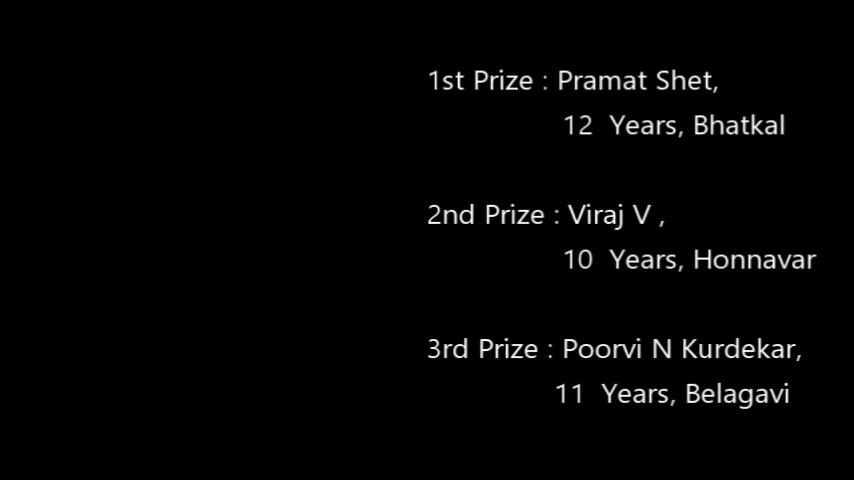 1st Prize : Pramat Shet,
12  Years, Bhatkal
2nd Prize : Viraj V ,
10  Years, Honnavar
3rd Prize : Poorvi N Kurdekar,
11  Years, Belagavi